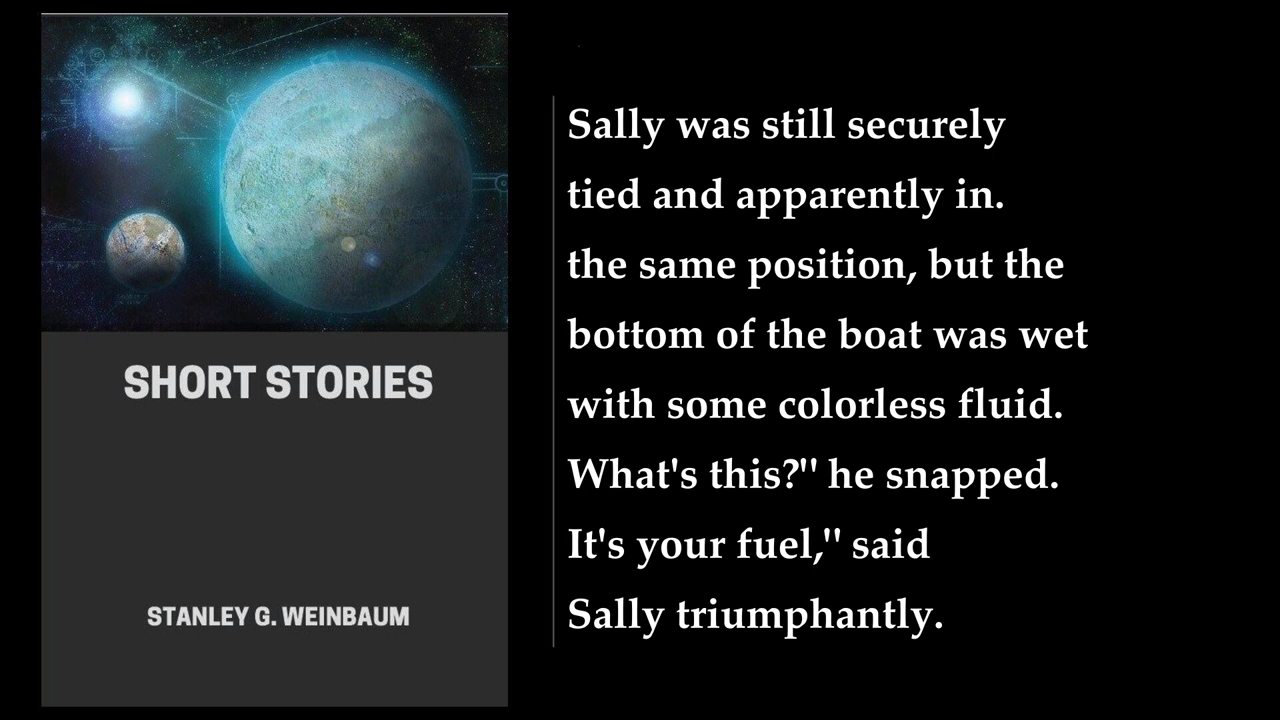 SHORT STORIES
STANLEY G. WEINBAUM
Sally was still securely
tied and apparently in.
the same position, but the
bottom of the boat was wet
with some colorless fluid.
What's this?" he snapped.
It's your fuel," said
Sally triumphantly.